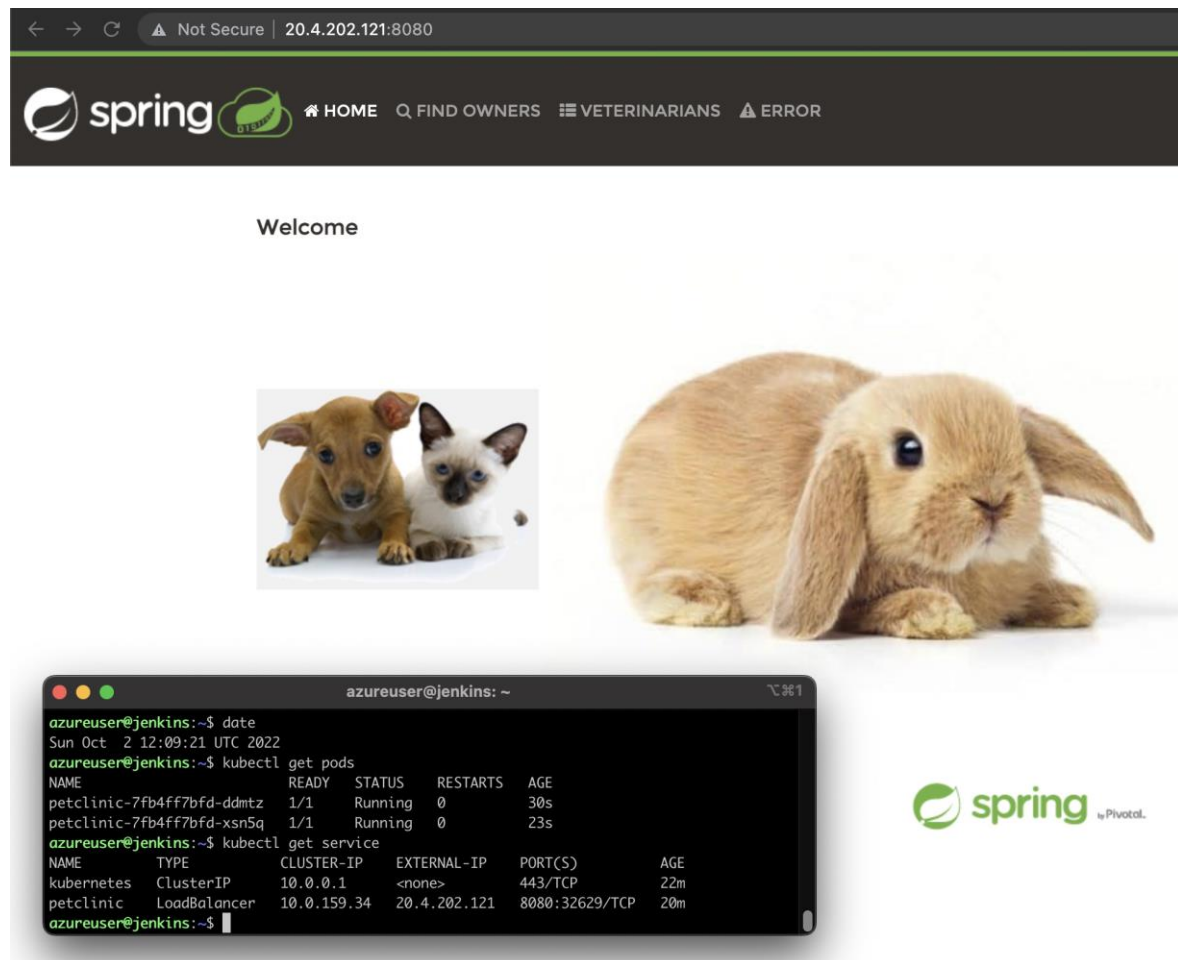 Not Secure | 20.4.202.121:8080
spring HOME FIND OWNERS VETERINARIANS ERROR
Welcome
azureuser@jenkins: ~ ⌥⌘1
azureuser@jenkins:~$ date
Sun Oct  2 12:09:21 UTC 2022
azureuser@jenkins:~$ kubectl get pods
NAME READY STATUS RESTARTS AGE
petclinic-7fb4ff7bfd-ddmtz 1/1 Running 0 30s
petclinic-7fb4ff7bfd-xsn5q 1/1 Running 0 23s
azureuser@jenkins:~$ kubectl get service
NAME TYPE CLUSTER-IP EXTERNAL-IP PORT(S) AGE
kubernetes ClusterIP 10.0.0.1 <none> 443/TCP 22m
petclinic LoadBalancer 10.0.159.34 20.4.202.121 8080:32629/TCP 20m
azureuser@jenkins:~$
spring by Pivotal.